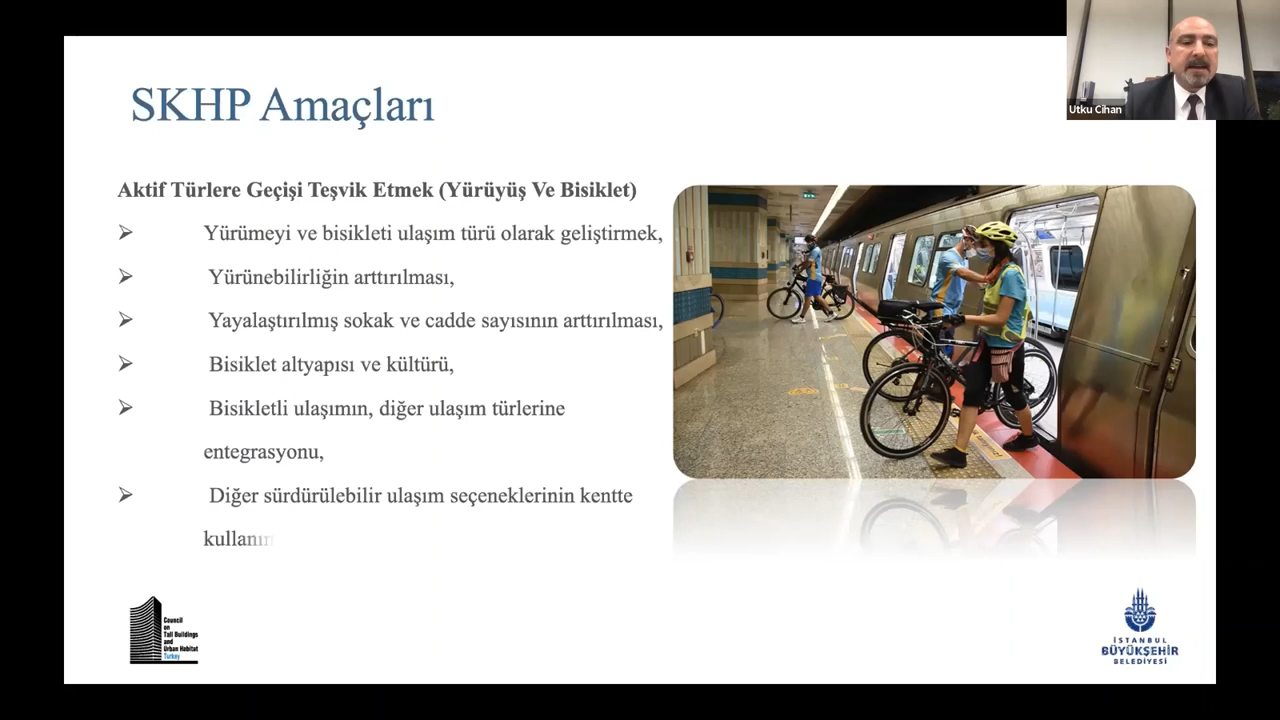 SKHP Amaçları
Utku Cihan
Aktif Türlere Geçişi Teşvik Etmek (Yürüyüş Ve Bisiklet)
➢ Yürümeyi ve bisikleti ulaşım türü olarak geliştirmek,
➢ Yürünebilirliğin arttırılması,
➢ Yayalaştırılmış sokak ve cadde sayısının arttırılması,
➢ Bisiklet altyapısı ve kültürü,
➢ Bisikletli ulaşımın, diğer ulaşım türlerine
entegrasyonu,
➢ Diğer sürdürülebilir ulaşım seçeneklerinin kentte
Council
on
Tall Buildings
and
Urban Habitat
Turkey
İSTANBUL
BÜYÜKŞEHİR
BELEDİYESİ